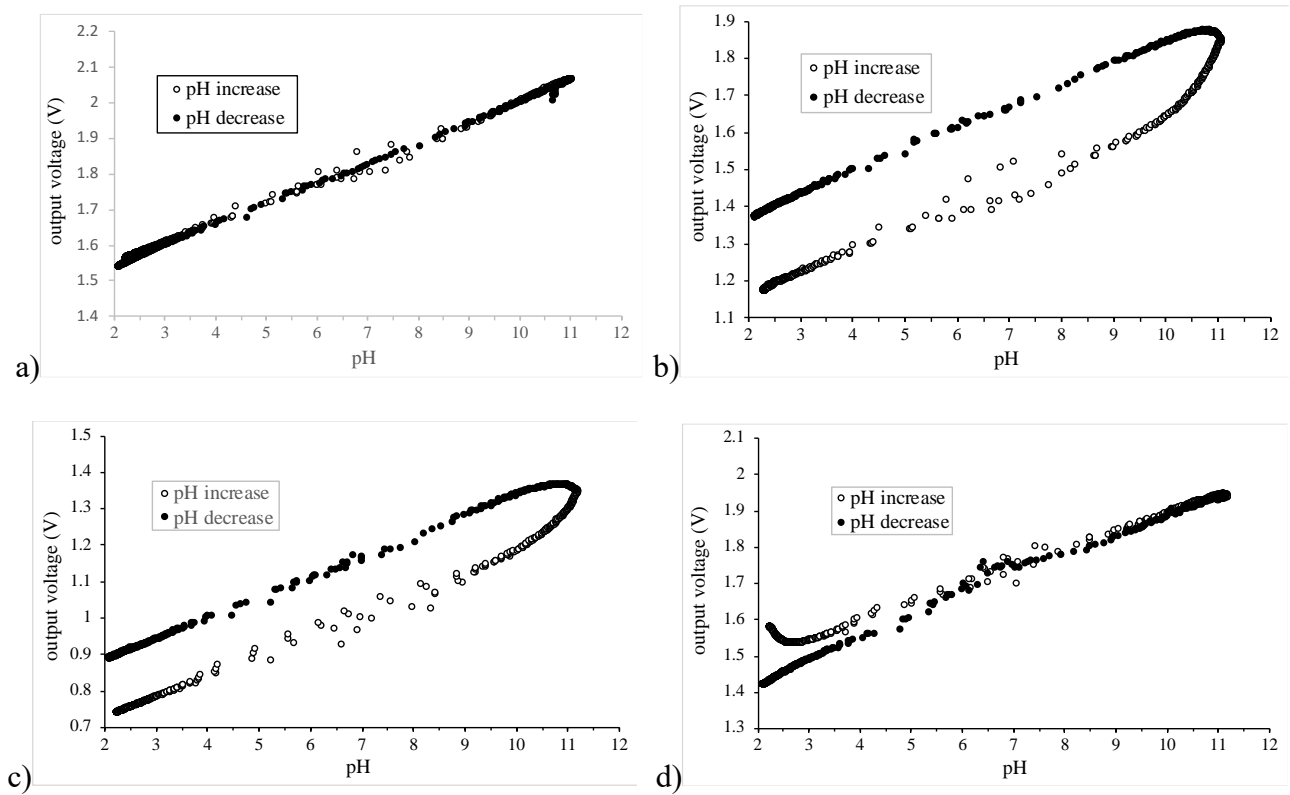 2.2
2.1
2
1.9
1.8
1.7
1.6
1.5
1.4
output voltage (V)
pH increase
pH decrease
2 3 4 5 6 7 8 9 10 11 12
pH
a)
1.9
1.8
1.7
1.6
1.5
1.4
1.3
1.2
1.1
output voltage (V)
pH increase
pH decrease
2 3 4 5 6 7 8 9 10 11 12
pH
b)
1.5
1.4
1.3
1.2
1.1
1
0.9
0.8
0.7
output voltage (V)
pH increase
pH decrease
2 3 4 5 6 7 8 9 10 11 12
pH
c)
2.1
2
1.9
1.8
1.7
1.6
1.5
1.4
1.3
output voltage (V)
pH increase
pH decrease
2 3 4 5 6 7 8 9 10 11 12
pH
d)